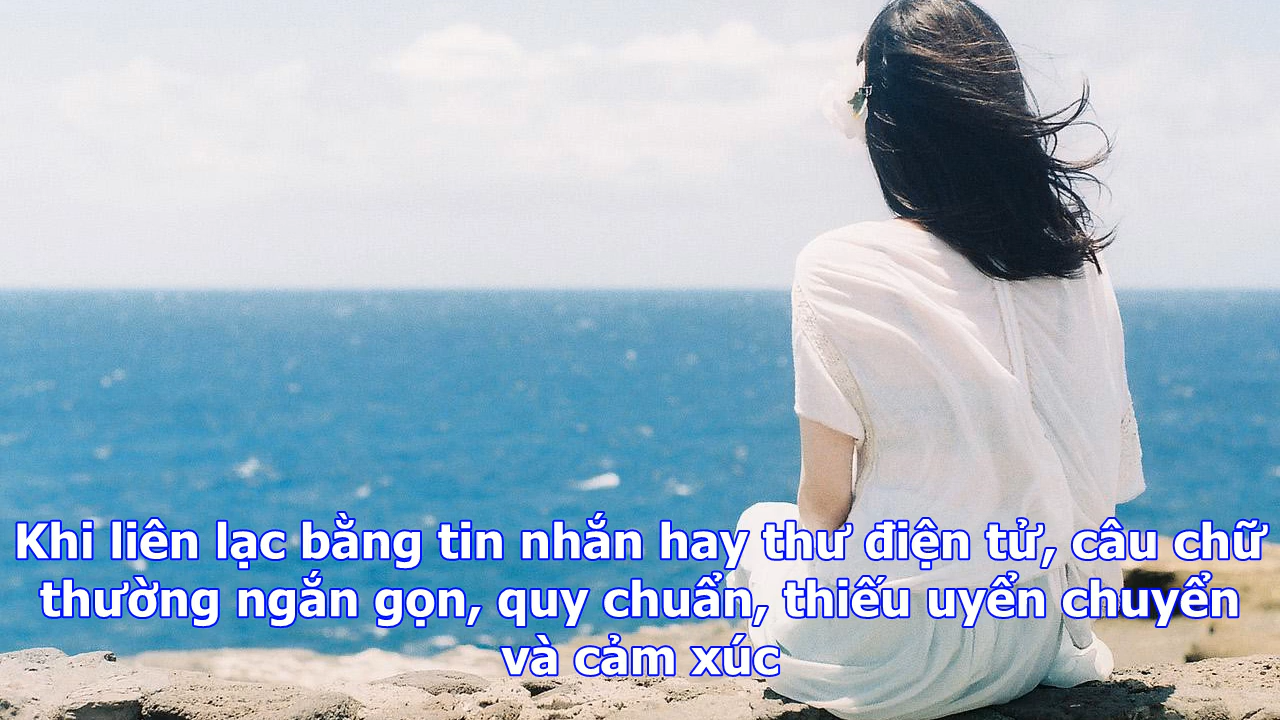 Khi liên lạc bằng tin nhắn hay thư điện tử, câu chữ
thường ngắn gọn, quy chuẩn, thiếu uyển chuyển
và cảm xúc